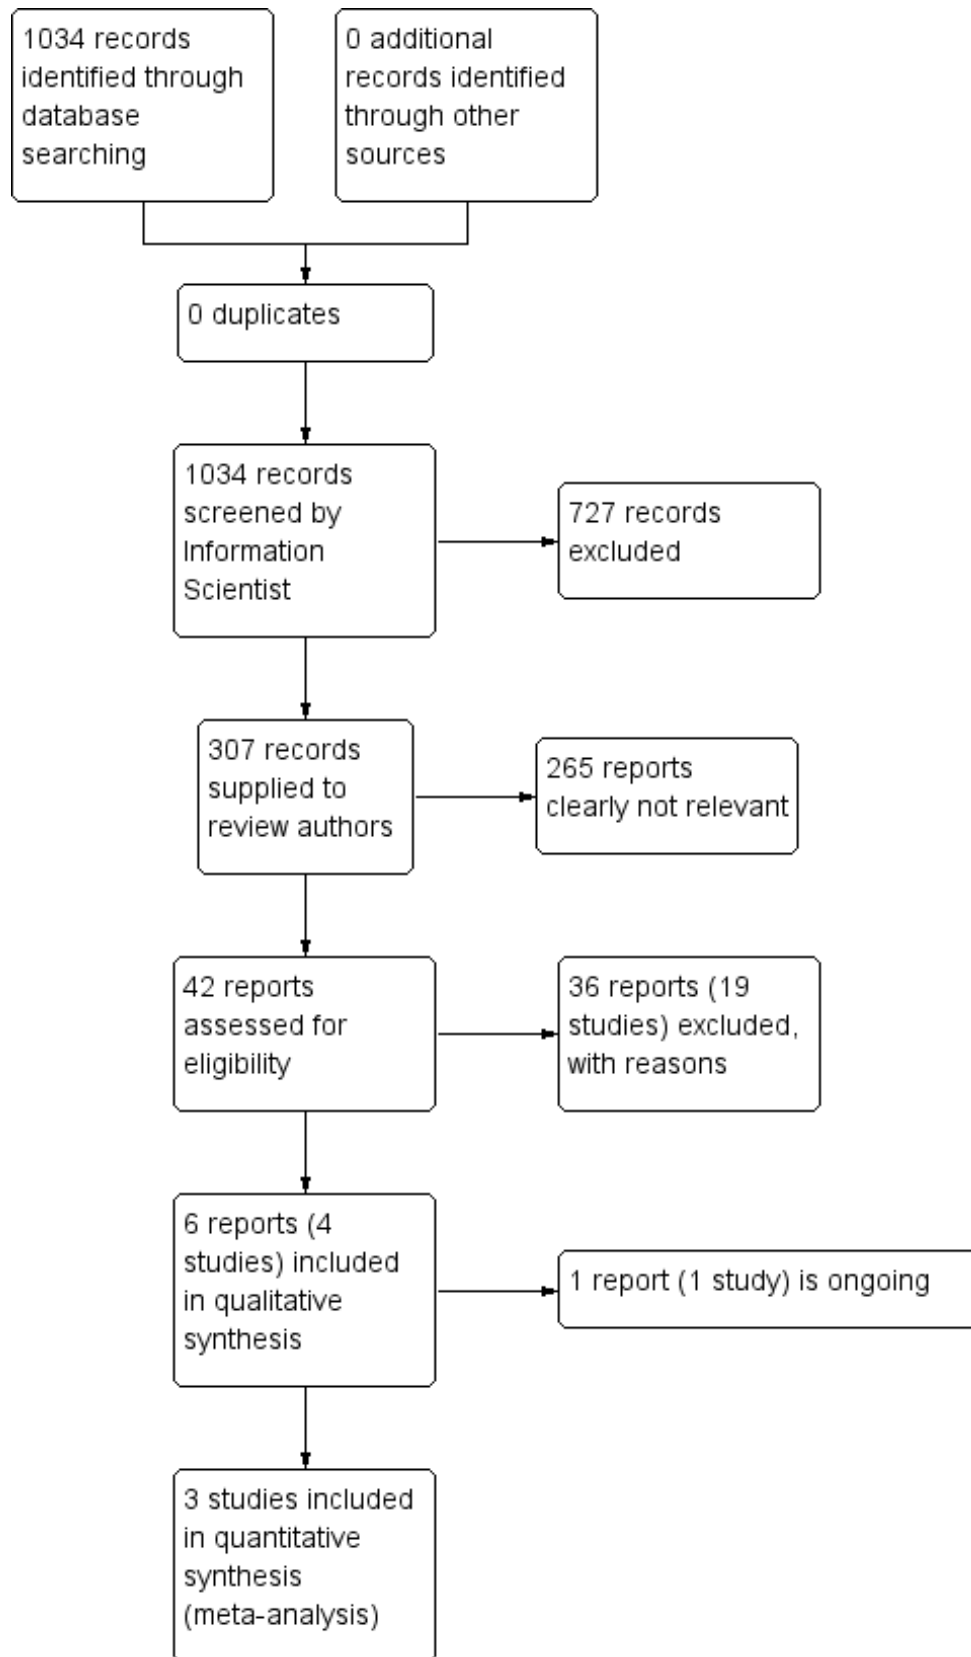 1034 records
identified through
database
searching
0 additional
records identified
through other
sources
0 duplicates
1034 records
screened by
Information
Scientist
727 records
excluded
307 records
supplied to
review authors
265 reports
clearly not relevant
42 reports
assessed for
eligibility
36 reports (19
studies) excluded,
with reasons
6 reports (4
studies) included
in qualitative
synthesis
1 report (1 study) is ongoing
3 studies included
in quantitative
synthesis
(meta-analysis)